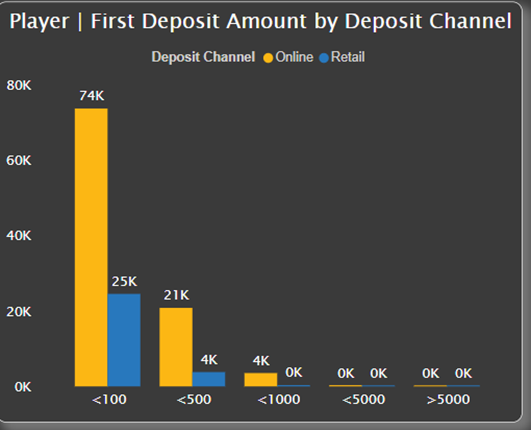 Player | First Deposit Amount by Deposit Channel
Deposit Channel Online Retail
80K
74K
60K
40K
25K
21K
20K
4K
4K
0K
0K
0K
0K
0K
0K
<100 <500 <1000 <5000 >5000